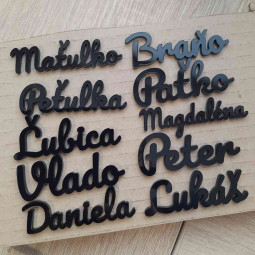 Maťulko
Peťulka
Ľubica
Vlado
Daniela
Braňo
Paťko
Magdaléna
Peter
Lukáš